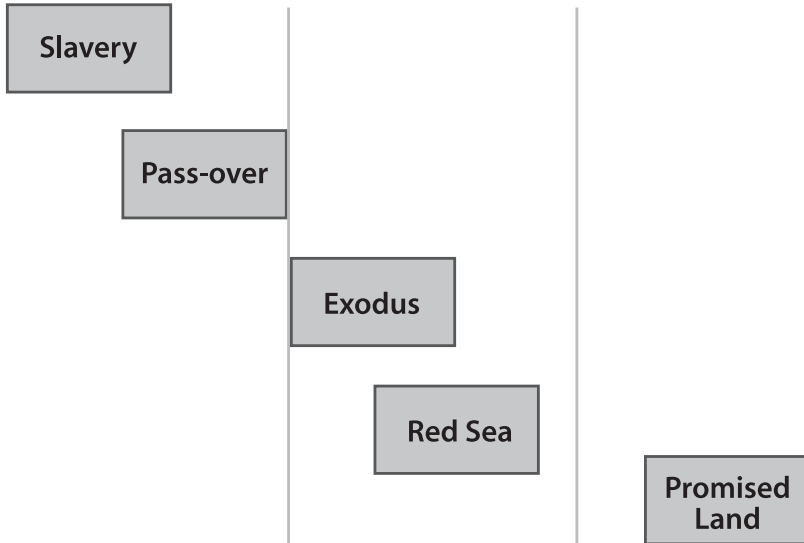 Slavery
Pass-over
Exodus
Red Sea
Promised
Land